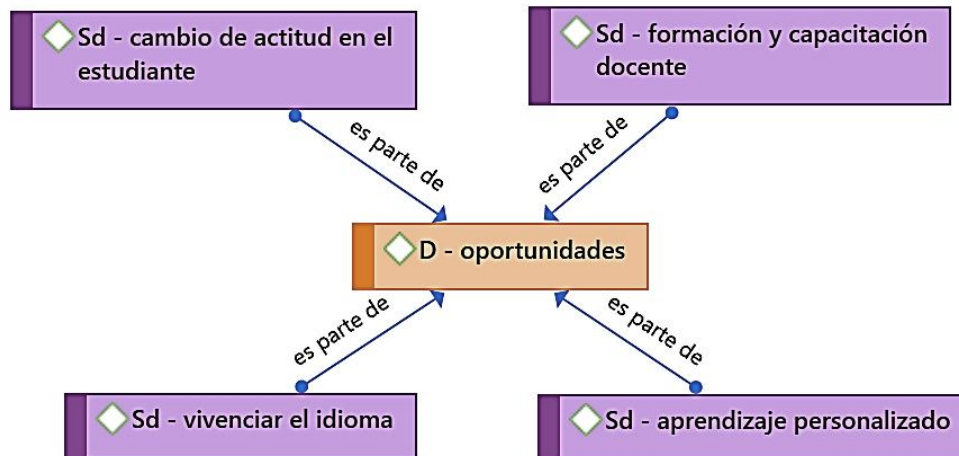 Sd - cambio de actitud en el
estudiante
Sd - formación y capacitación
docente
es parte de
es parte de
D - oportunidades
es parte de
es parte de
Sd - vivenciar el idioma
Sd - aprendizaje personalizado